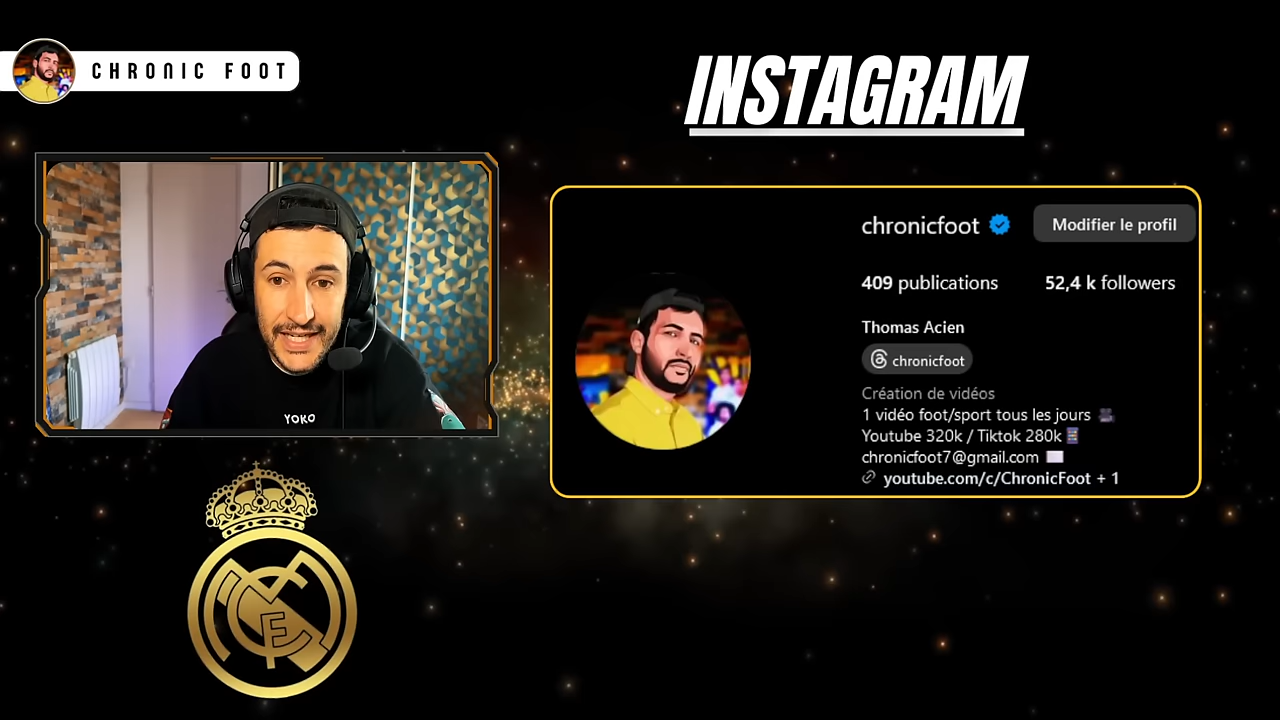 CHRONIC FOOT
INSTAGRAM
chronicfoot
Modifier le profil
409 publications
52,4 k followers
Thomas Acien
chronicfoot
Création de vidéos
1 vidéo foot/sport tous les jours
Youtube 320k / Tiktok 280k
chronicfoot7@gmail.com
youtube.com/c/ChronicFoot + 1
YOKO